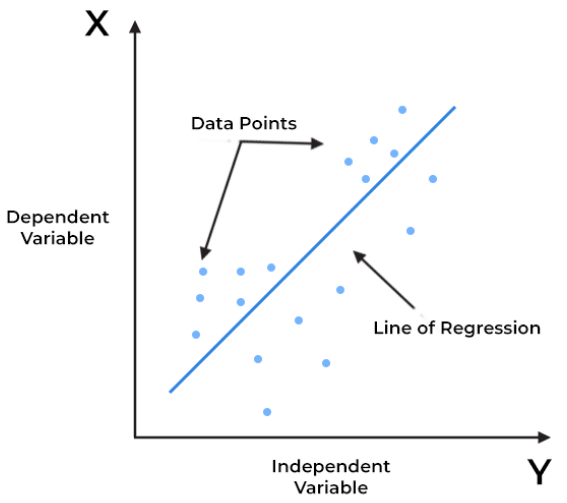 X
Data Points
Dependent
Variable
Line of Regression
Independent
Variable
Y